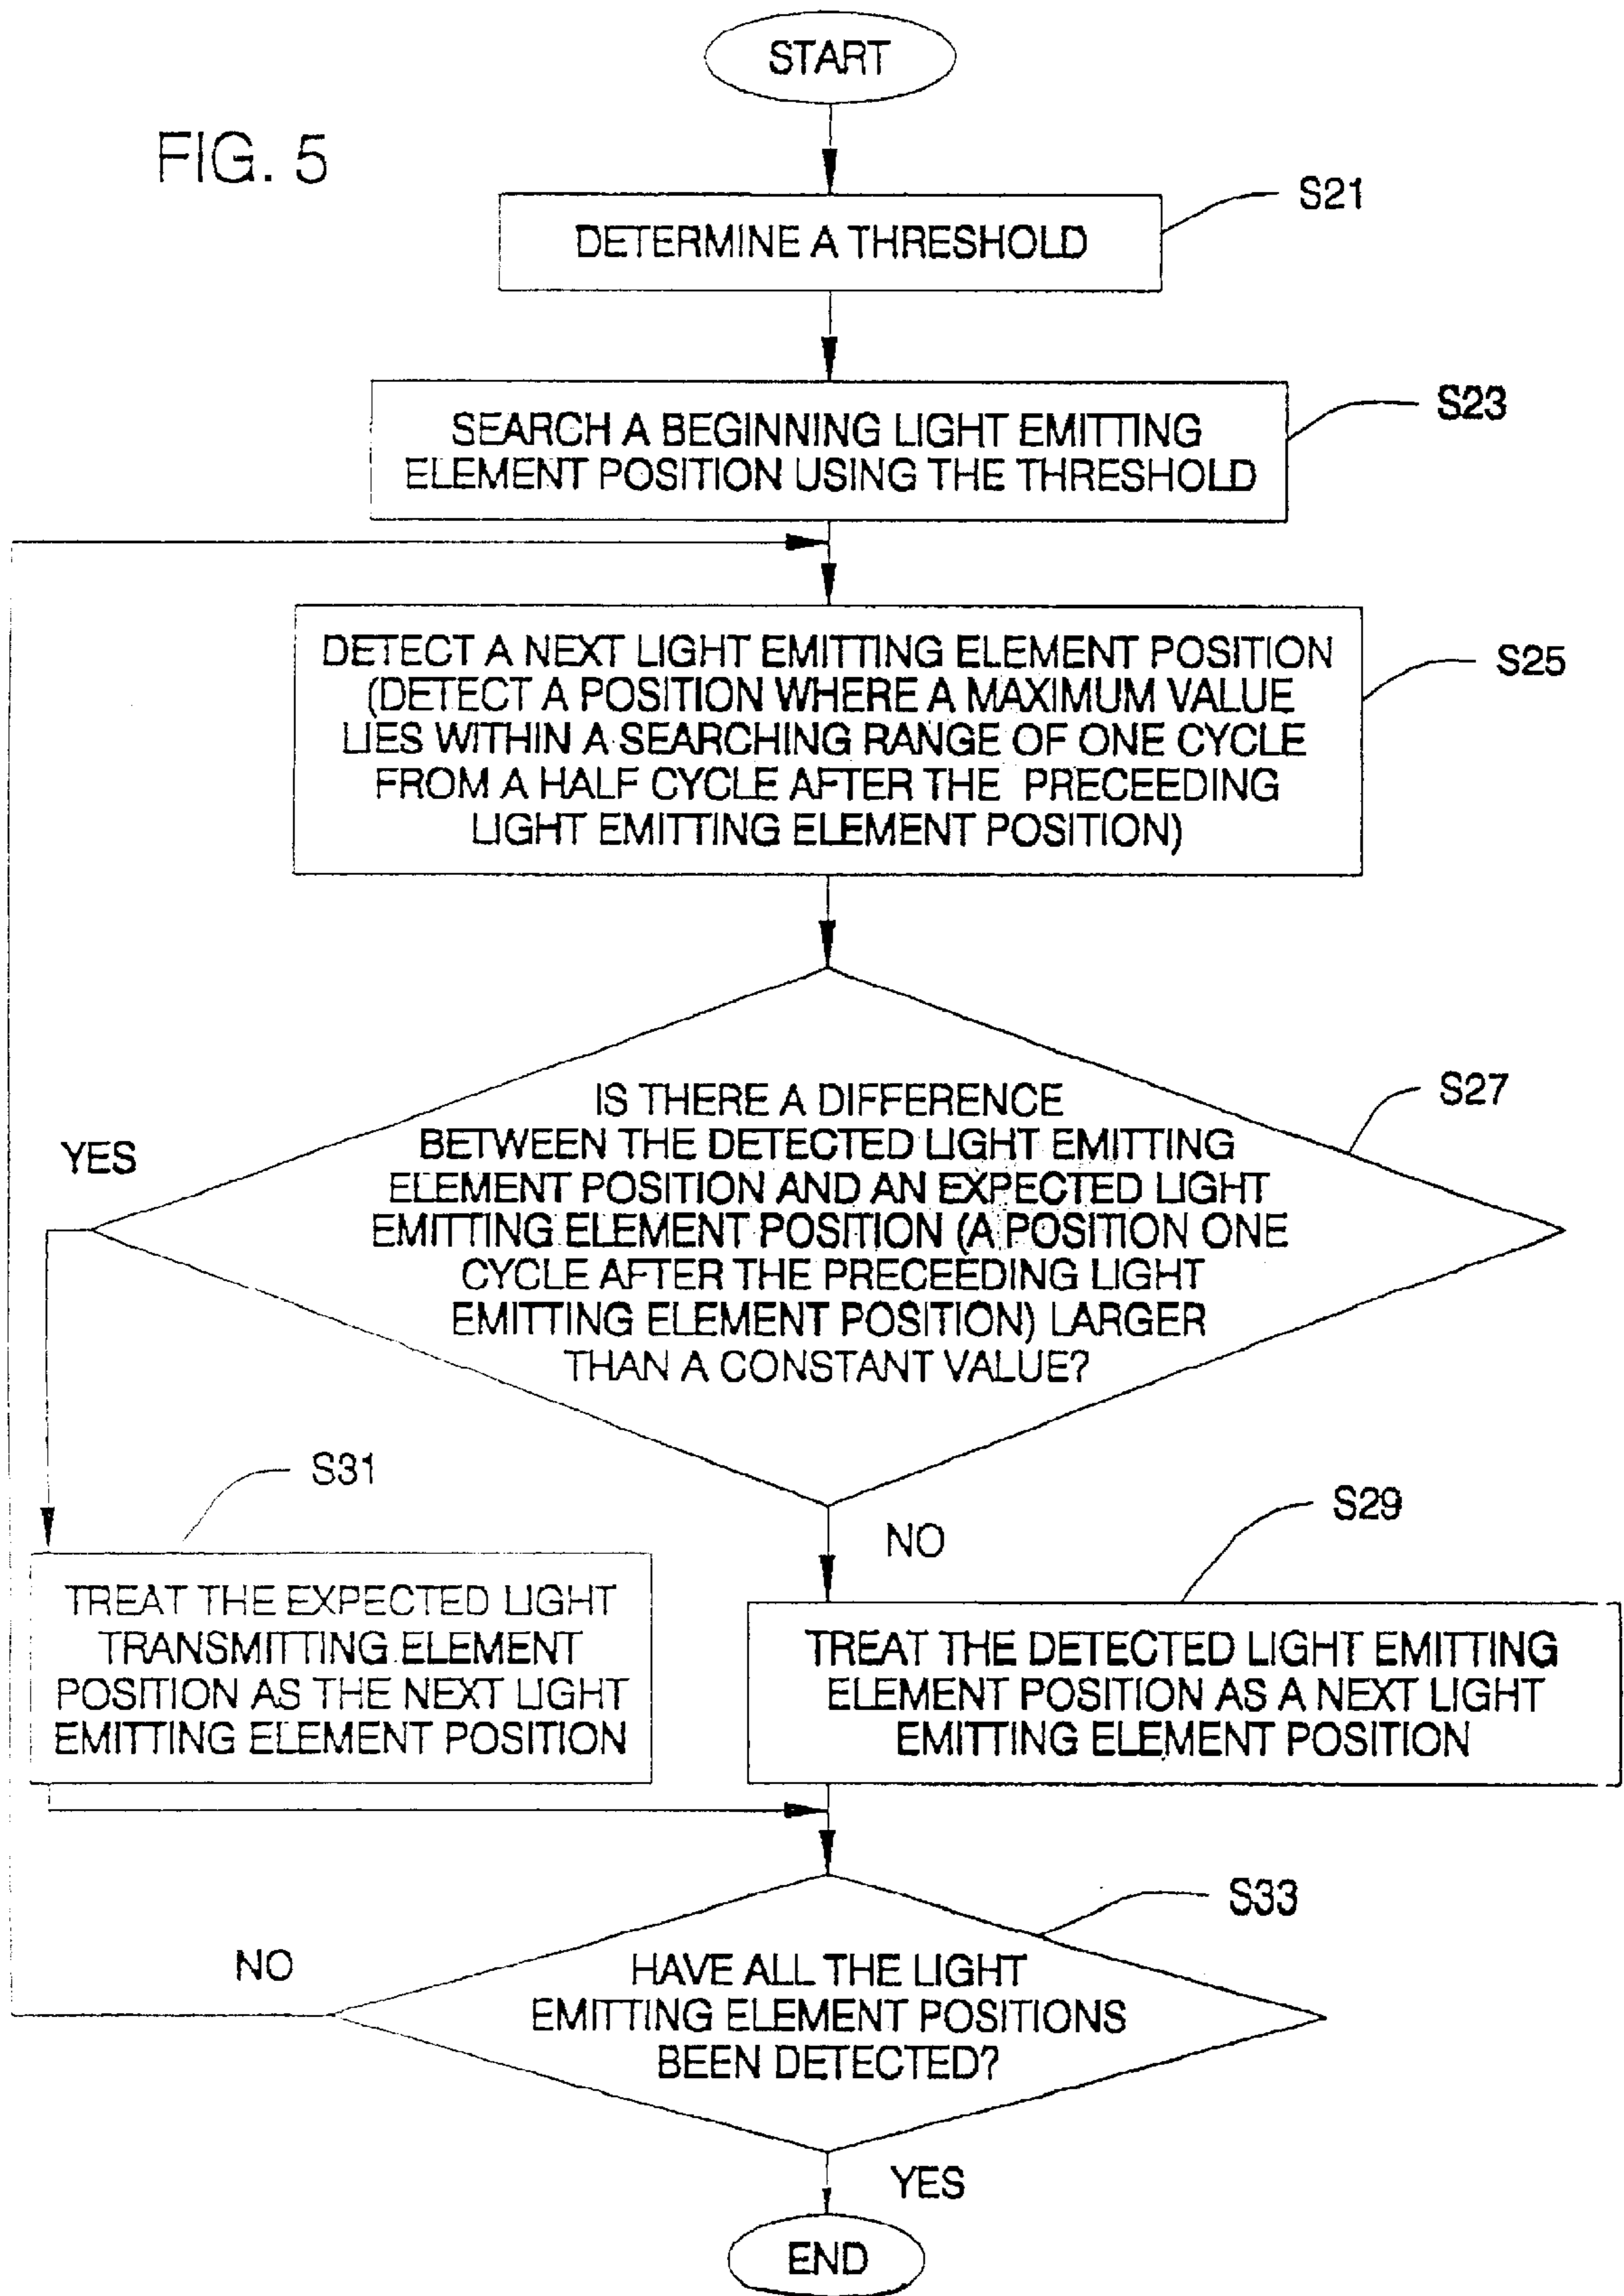 START
FIG. 5
S21
DETERMINE A THRESHOLD
S23
SEARCH A BEGINNING LIGHT EMITTING
ELEMENT POSITION USING THE THRESHOLD
S25
DETECT A NEXT LIGHT EMITTING ELEMENT POSITION
(DETECT A POSITION WHERE A MAXIMUM VALUE
LIES WITHIN A SEARCHING RANGE OF ONE CYCLE
FROM A HALF CYCLE AFTER THE PRECEEDING
LIGHT EMITTING ELEMENT POSITION)
S27
IS THERE A DIFFERENCE
BETWEEN THE DETECTED LIGHT EMITTING
ELEMENT POSITION AND AN EXPECTED LIGHT
EMITTING ELEMENT POSITION (A POSITION ONE
CYCLE AFTER THE PRECEEDING LIGHT
EMITTING ELEMENT POSITION) LARGER
THAN A CONSTANT VALUE?
YES
NO
S31
TREAT THE EXPECTED LIGHT
TRANSMITTING ELEMENT
POSITION AS THE NEXT LIGHT
EMITTING ELEMENT POSITION
S29
TREAT THE DETECTED LIGHT EMITTING
ELEMENT POSITION AS A NEXT LIGHT
EMITTING ELEMENT POSITION
S33
HAVE ALL THE LIGHT
EMITTING ELEMENT POSITIONS
BEEN DETECTED?
NO
YES
END